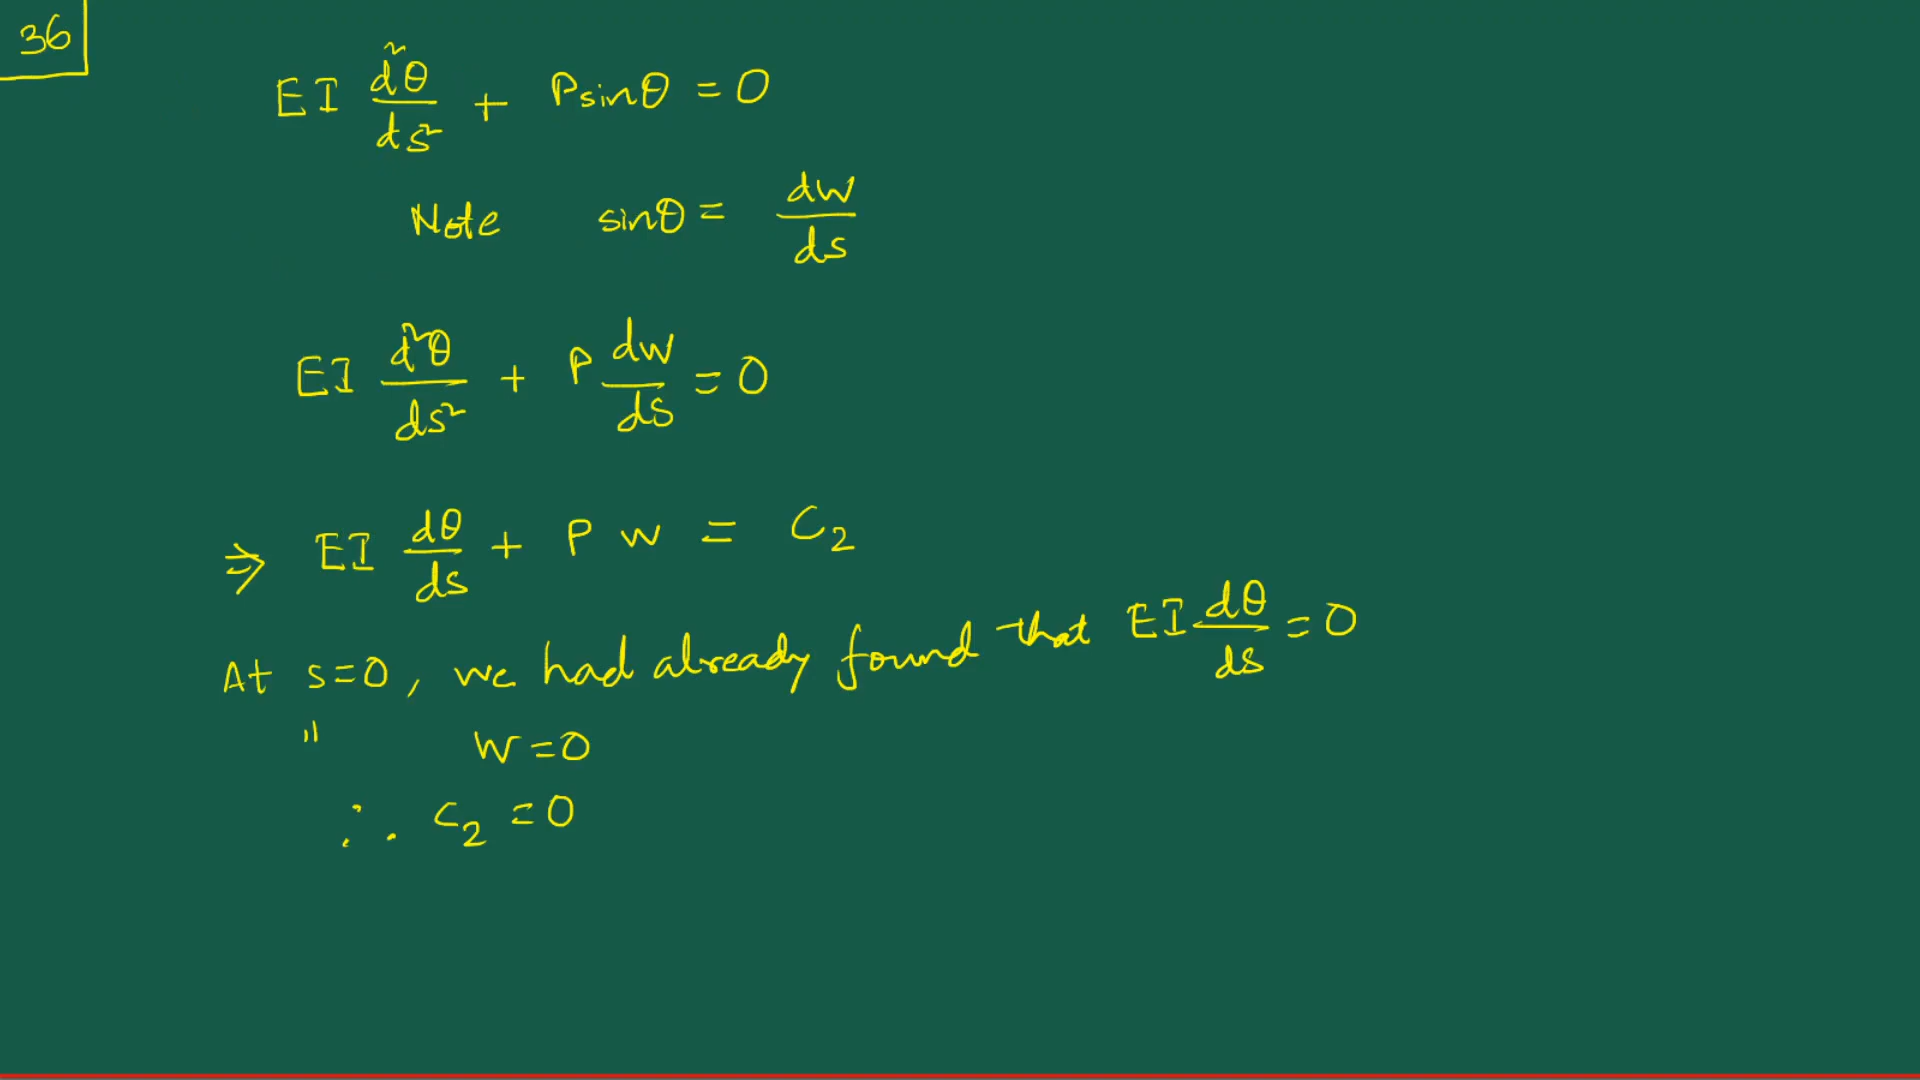 36
EI d²θ/ds² + Psinθ = 0
Note sinθ = dw/ds
EI d²θ/ds² + P dw/ds = 0
⇒ EI dθ/ds + P w = C₂
At s=0, we had already found that EI dθ/ds = 0
" w=0
∴ C₂ = 0